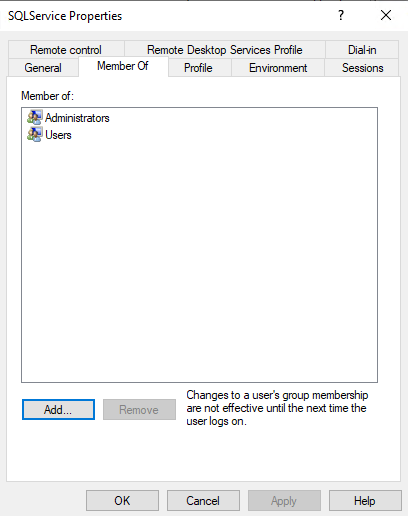 SQLService Properties
?
Remote control
Remote Desktop Services Profile
Dial-in
General
Member Of
Profile
Environment
Sessions
Member of:
Administrators
Users
Add...
Remove
Changes to a user's group membership
are not effective until the next time the
user logs on.
OK
Cancel
Apply
Help